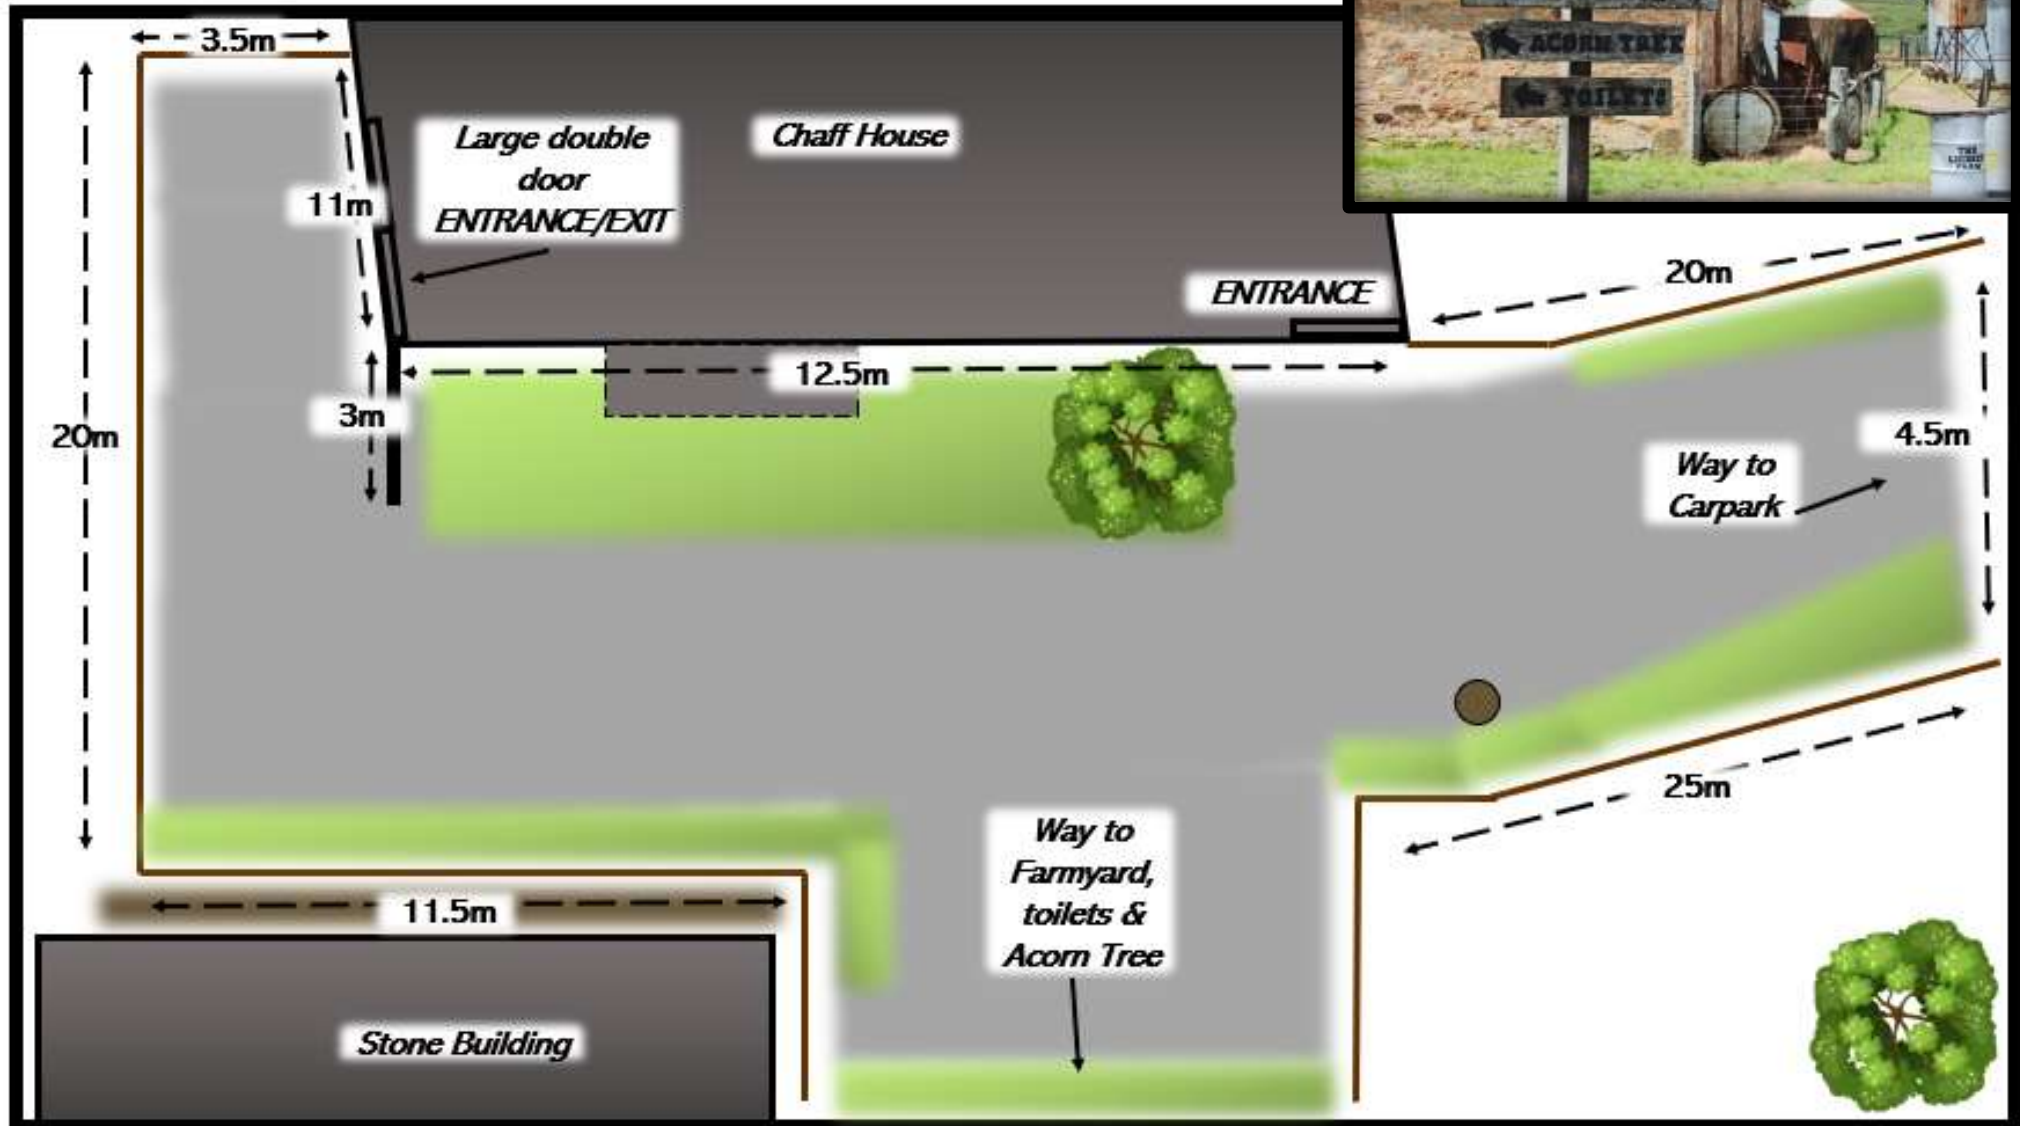 3.5m
Large double
door
ENTRANCE/EXIT
Chaff House
ACORN TREE
TOILETS
THE
11m
ENTRANCE
20m
12.5m
3m
20m
4.5m
Way to
Carpark
25m
Way to
Farmyard,
toilets &
Acorn Tree
11.5m
Stone Building